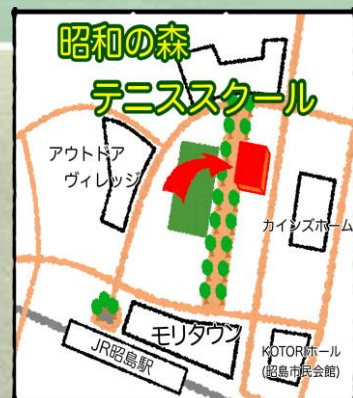 昭和の森
テニススクール
アウトドア
ヴィレッジ
カインズホーム
モリタウン
JR昭島駅
KOTORIホール
(昭島市民会館)